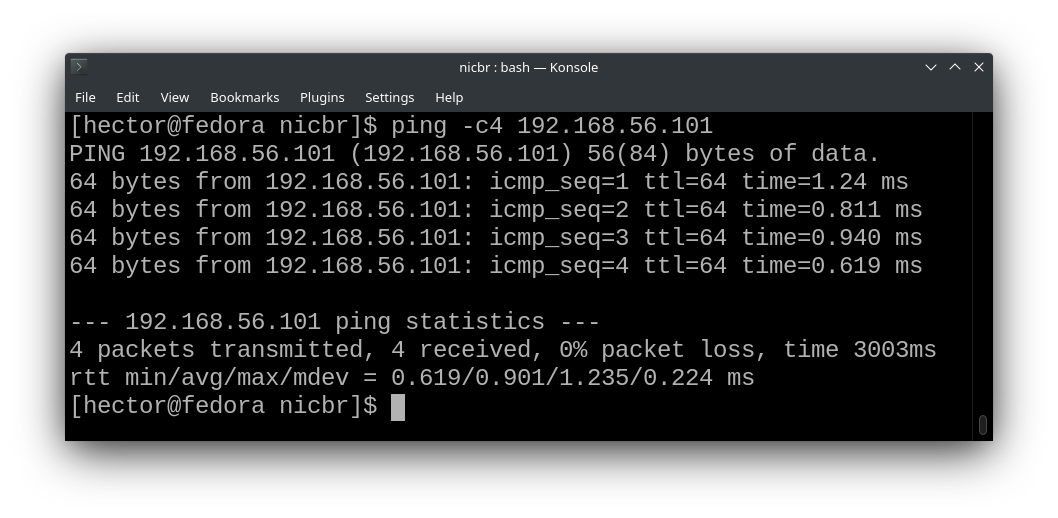 nicbr : bash — Konsole
File Edit View Bookmarks Plugins Settings Help
[hector@fedora nicbr]$ ping -c4 192.168.56.101
PING 192.168.56.101 (192.168.56.101) 56(84) bytes of data.
64 bytes from 192.168.56.101: icmp_seq=1 ttl=64 time=1.24 ms
64 bytes from 192.168.56.101: icmp_seq=2 ttl=64 time=0.811 ms
64 bytes from 192.168.56.101: icmp_seq=3 ttl=64 time=0.940 ms
64 bytes from 192.168.56.101: icmp_seq=4 ttl=64 time=0.619 ms
--- 192.168.56.101 ping statistics ---
4 packets transmitted, 4 received, 0% packet loss, time 3003ms
rtt min/avg/max/mdev = 0.619/0.901/1.235/0.224 ms
[hector@fedora nicbr]$